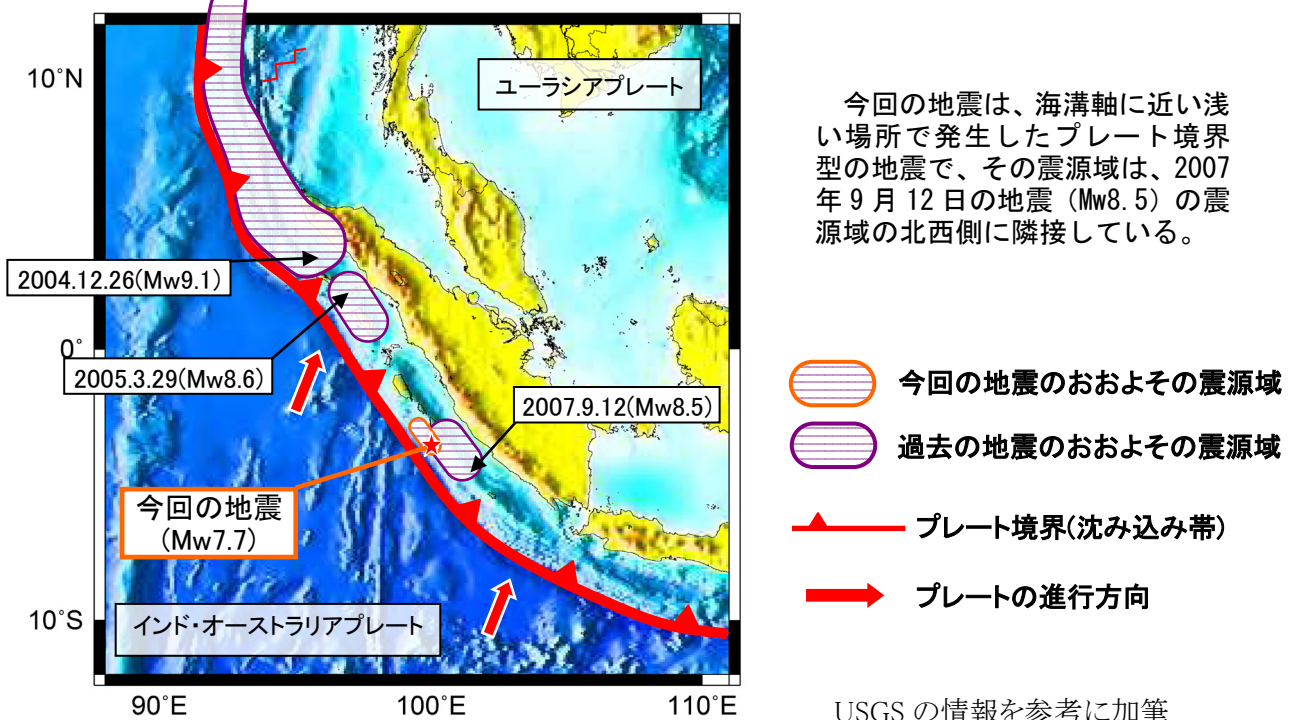 10°N
ユーラシアプレート
2004.12.26(Mw9.1)
0°
2005.3.29(Mw8.6)
2007.9.12(Mw8.5)
今回の地震
(Mw7.7)
10°S
インド・オーストラリアプレート
90°E
100°E
110°E
今回の地震は、海溝軸に近い浅
い場所で発生したプレート境界
型の地震で、その震源域は、2007
年9月12日の地震（Mw8.5）の震
源域の北西側に隣接している。
今回の地震のおおよその震源域
過去の地震のおおよその震源域
プレート境界(沈み込み帯)
プレートの進行方向
USGSの情報を参考に加筆